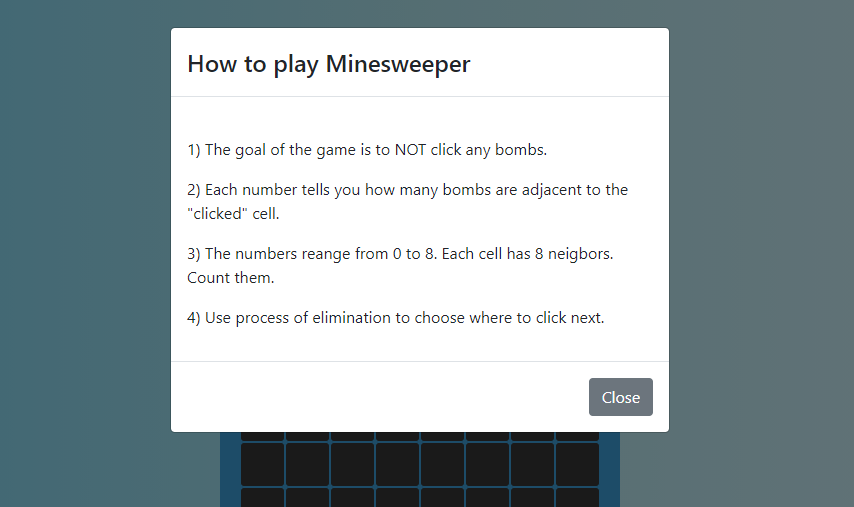 How to play Minesweeper
1) The goal of the game is to NOT click any bombs.
2) Each number tells you how many bombs are adjacent to the
"clicked" cell.
3) The numbers reange from 0 to 8. Each cell has 8 neigbors.
Count them.
4) Use process of elimination to choose where to click next.
Close